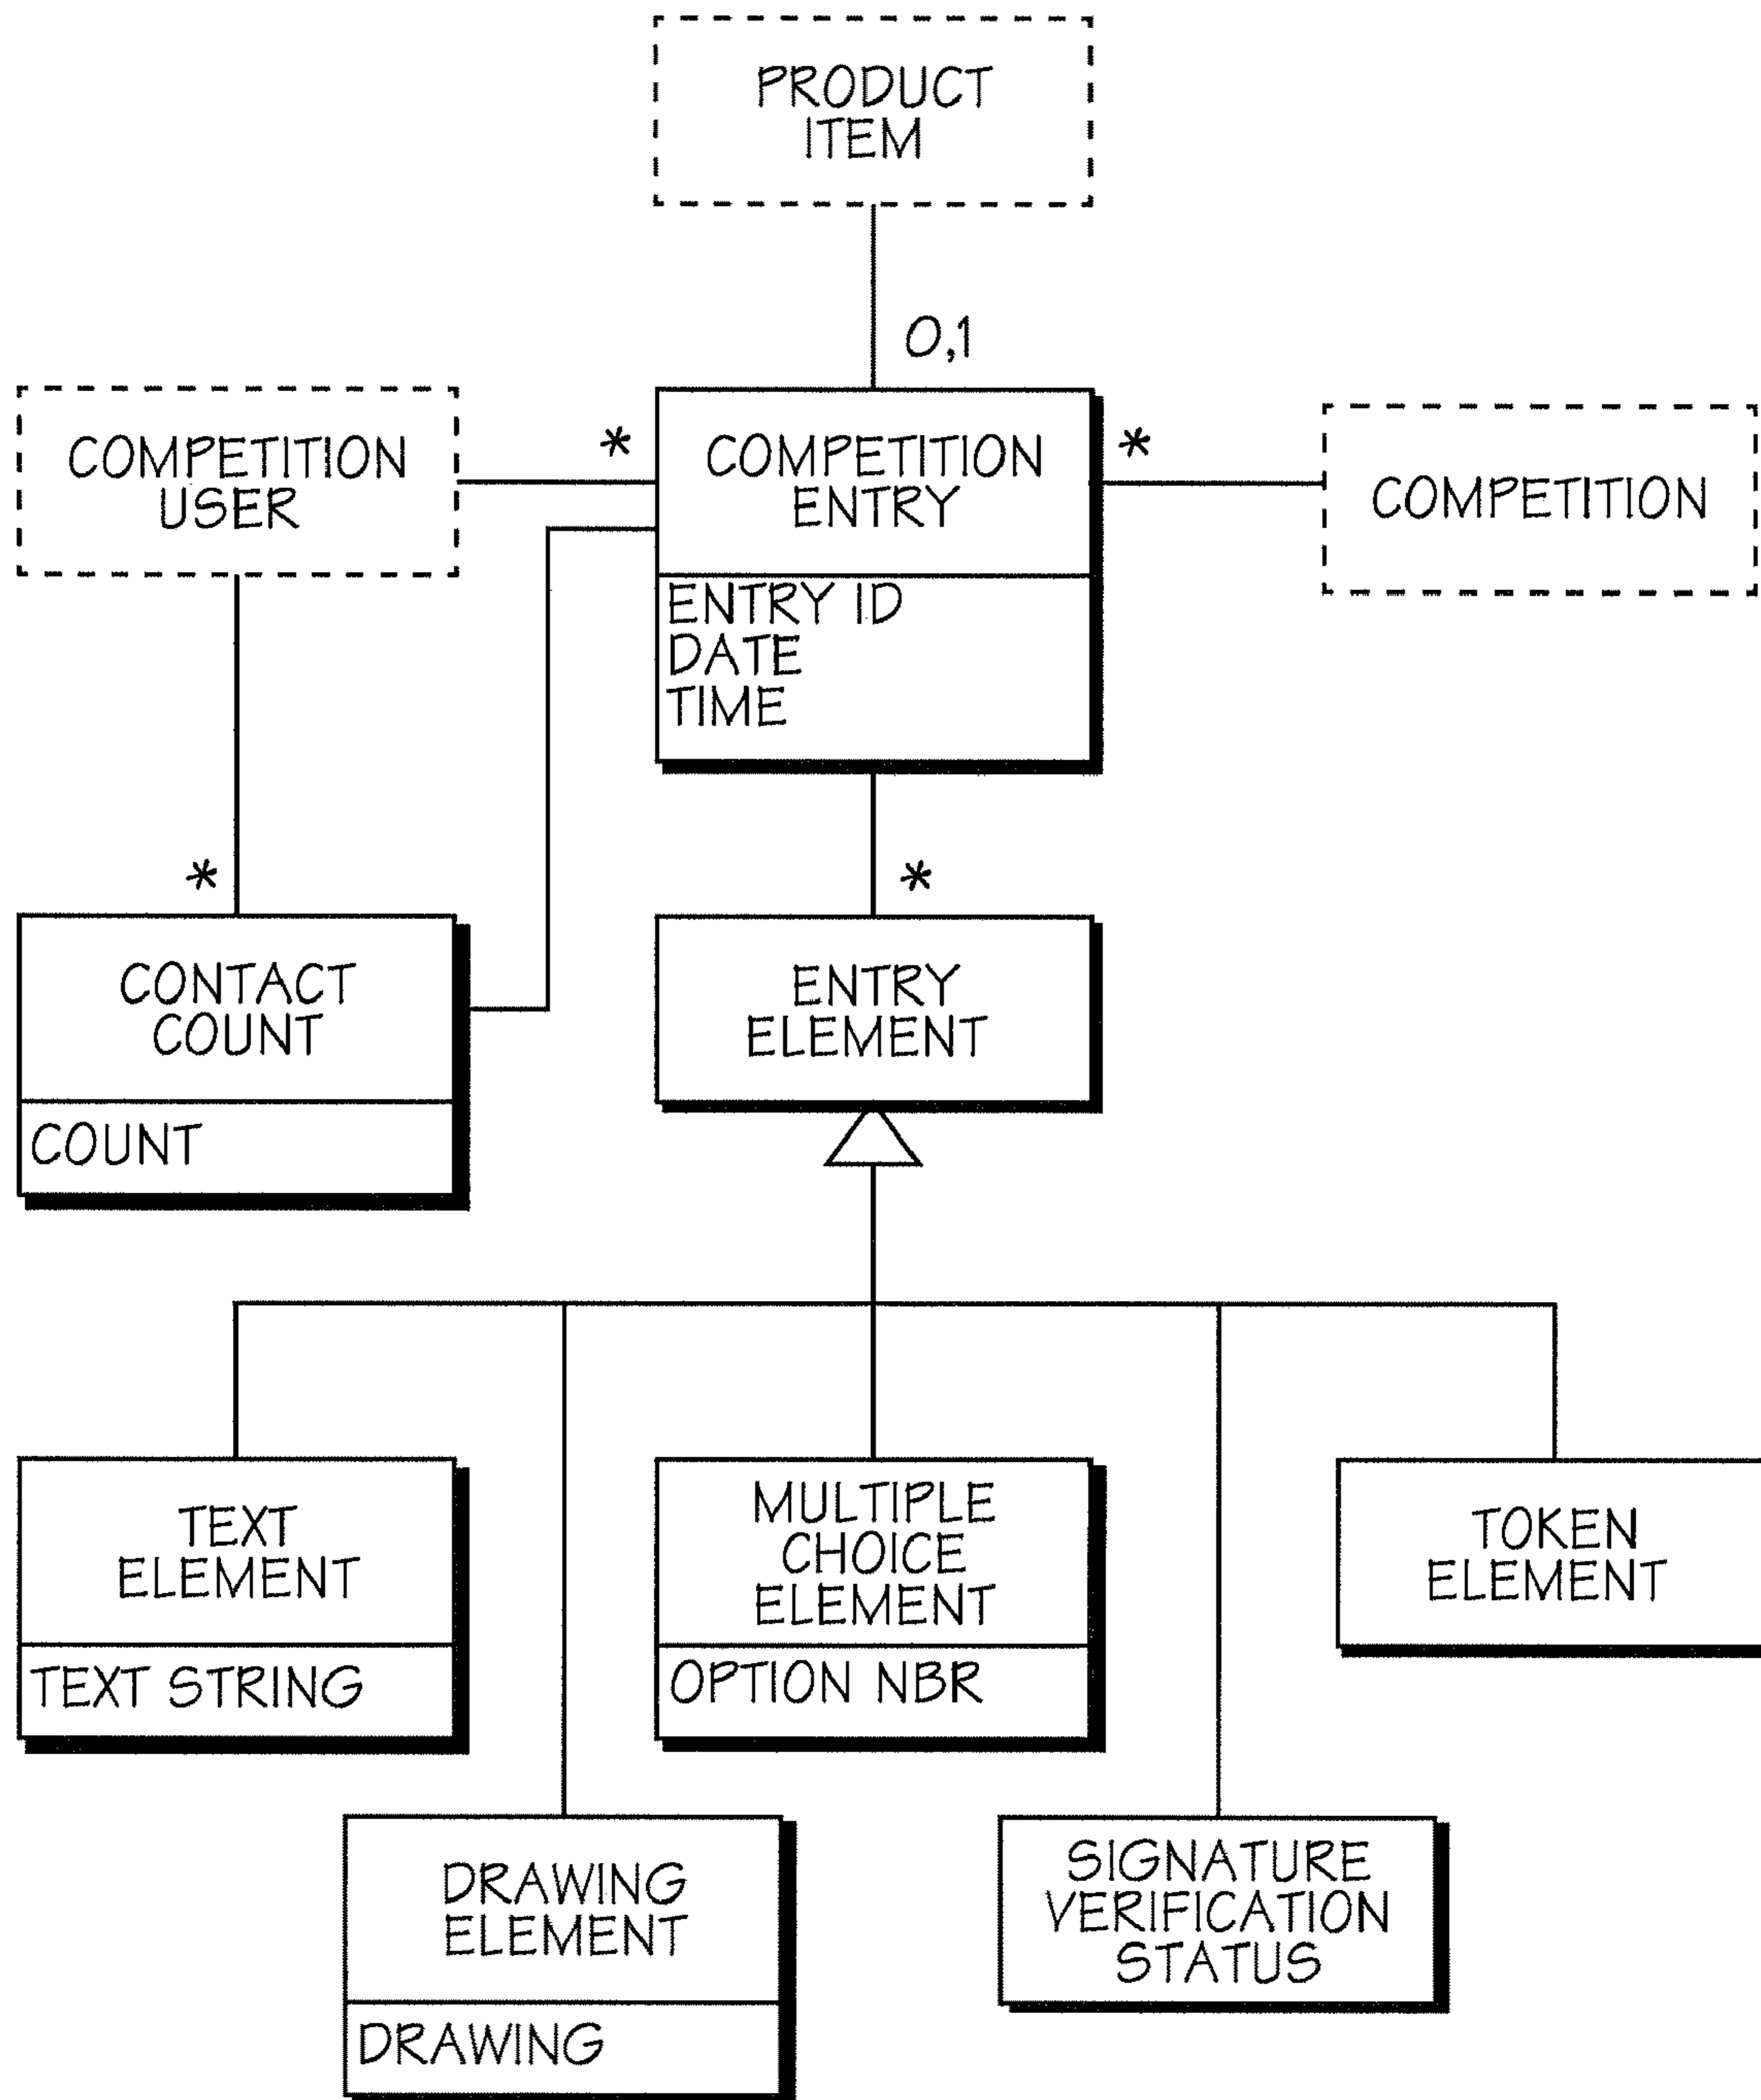 PRODUCT
ITEM
0,1
COMPETITION
USER
*
COMPETITION
ENTRY
*
COMPETITION
ENTRY ID
DATE
TIME
*
*
CONTACT
COUNT
COUNT
ENTRY
ELEMENT
TEXT
ELEMENT
TEXT STRING
MULTIPLE
CHOICE
ELEMENT
OPTION NBR
TOKEN
ELEMENT
DRAWING
ELEMENT
DRAWING
SIGNATURE
VERIFICATION
STATUS